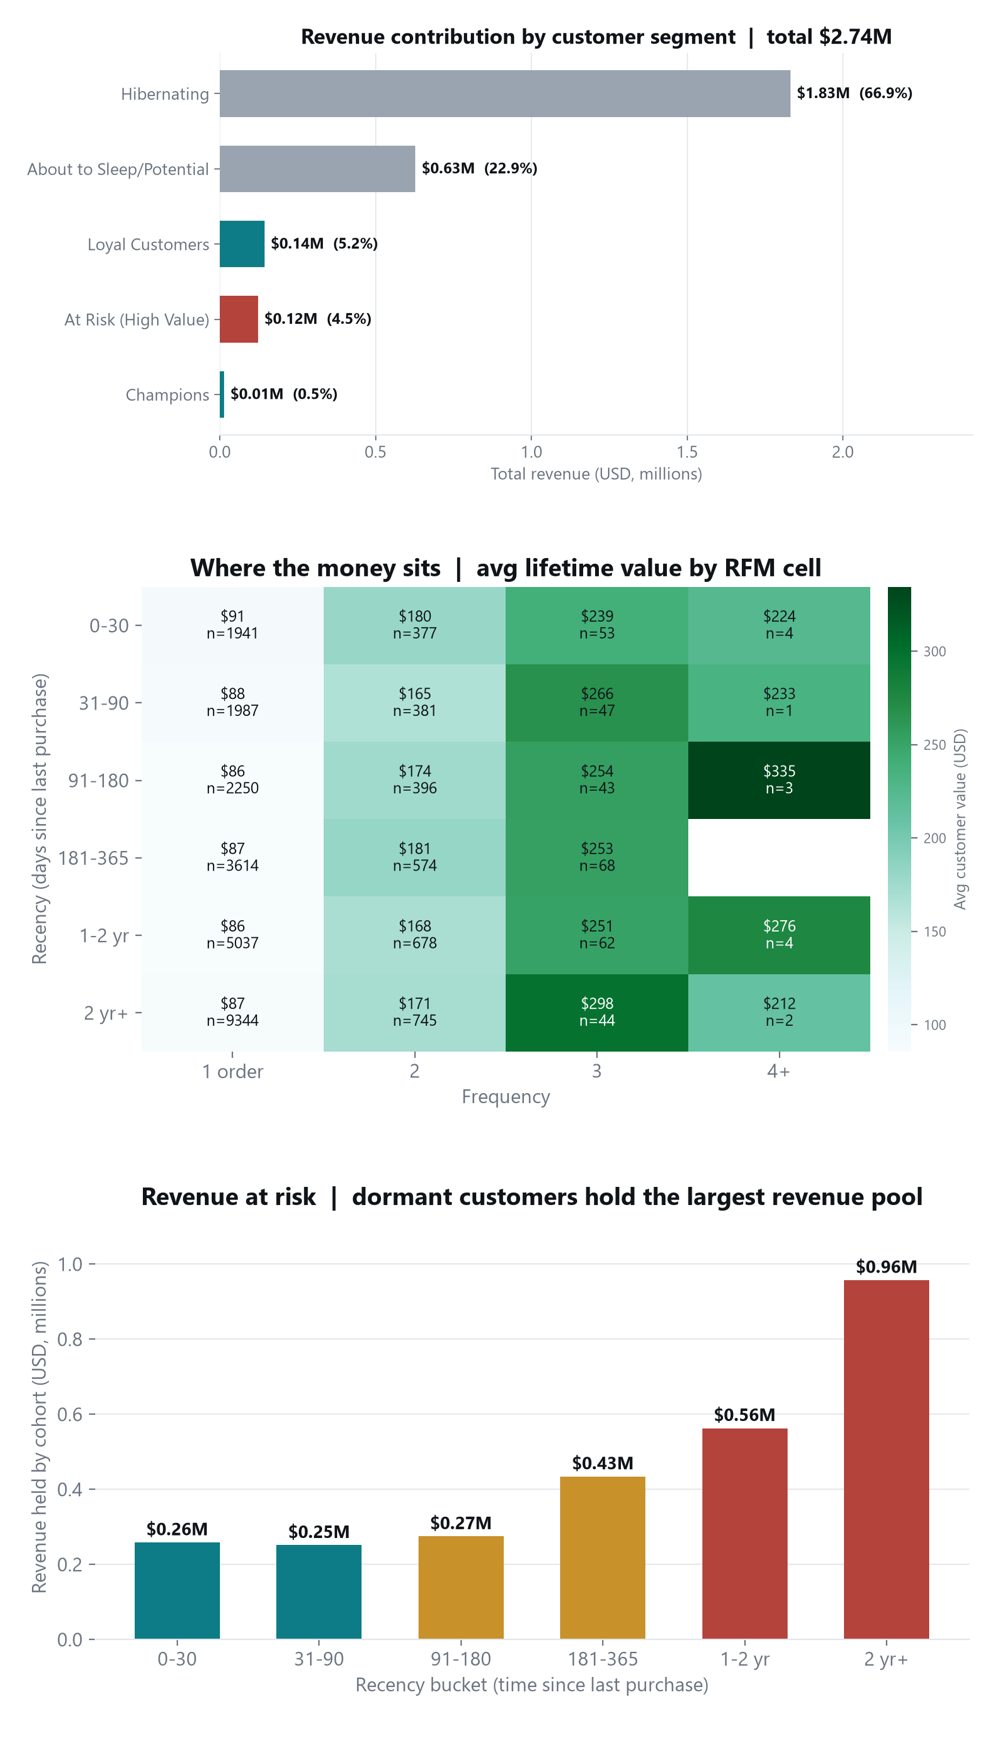 Revenue contribution by customer segment | total $2.74M
Hibernating
$1.83M (66.9%)
About to Sleep/Potential
$0.63M (22.9%)
Loyal Customers
$0.14M (5.2%)
At Risk (High Value)
$0.12M (4.5%)
Champions
$0.01M (0.5%)
0.0 0.5 1.0 1.5 2.0
Total revenue (USD, millions)
Where the money sits | avg lifetime value by RFM cell
Recency (days since last purchase)
0-30
$91 $180 $239 $224
n=1941 n=377 n=53 n=4
31-90
$88 $165 $266 $233
n=1987 n=381 n=47 n=1
91-180
$86 $174 $254 $335
n=2250 n=396 n=43 n=3
181-365
$87 $181 $253
n=3614 n=574 n=68
1-2 yr
$86 $168 $251 $276
n=5037 n=678 n=62 n=4
2 yr+
$87 $171 $298 $212
n=9344 n=745 n=44 n=2
1 order 2 3 4+
Frequency
300
250
200
150
100
Avg customer value (USD)
Revenue at risk | dormant customers hold the largest revenue pool
Revenue held by cohort (USD, millions)
1.0
0.8
0.6
0.4
0.2
0.0
$0.26M
$0.25M
$0.27M
$0.43M
$0.56M
$0.96M
0-30 31-90 91-180 181-365 1-2 yr 2 yr+
Recency bucket (time since last purchase)